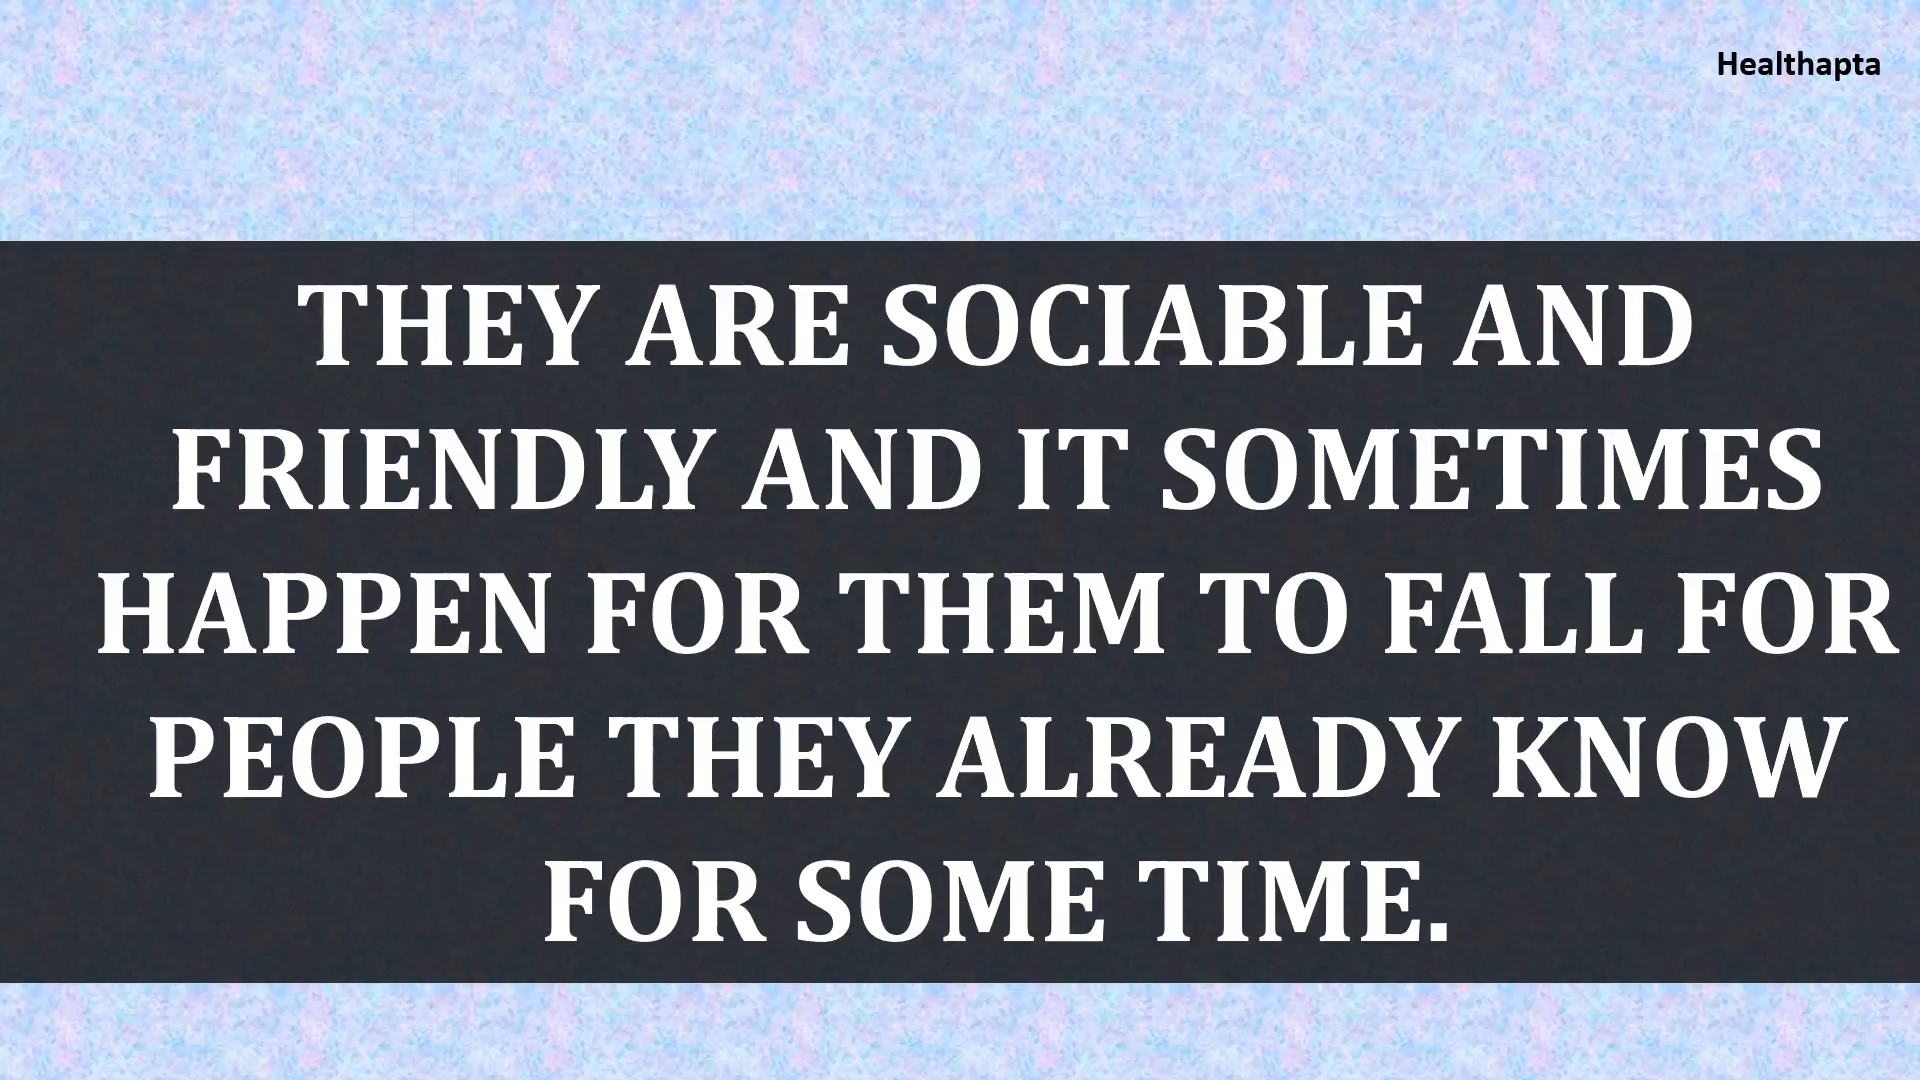 Healthapta
THEY ARE SOCIABLE AND
FRIENDLY AND IT SOMETIMES
HAPPEN FOR THEM TO FALL FOR
PEOPLE THEY ALREADY KNOW
FOR SOME TIME.